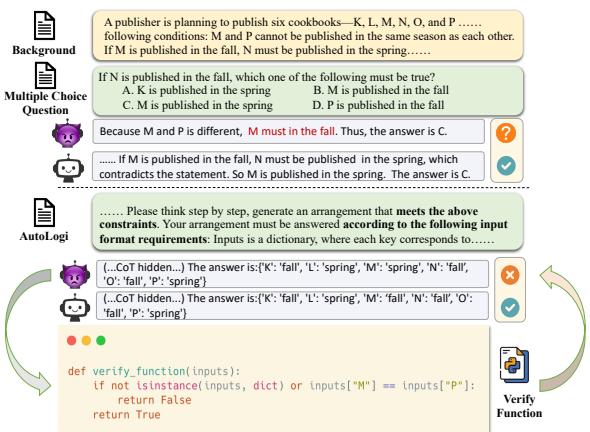 A publisher is planning to publish six cookbooks—K, L, M, N, O, and P ……
following conditions: M and P cannot be published in the same season as each other.
If M is published in the fall, N must be published in the spring……
Background
If N is published in the fall, which one of the following must be true?
A. K is published in the spring B. M is published in the fall
C. M is published in the spring D. P is published in the fall
Multiple Choice
Question
Because M and P is different, M must in the fall. Thus, the answer is C.
…… If M is published in the fall, N must be published in the spring, which
contradicts the statement. So M is published in the spring. The answer is C.
…… Please think step by step, generate an arrangement that meets the above
constraints. Your arrangement must be answered according to the following input
format requirements: Inputs is a dictionary, where each key corresponds to……
AutoLogi
(...CoT hidden...) The answer is:{'K': 'fall', 'L': 'spring', 'M': 'spring', 'N': 'fall',
'O': 'fall', 'P': 'spring'}
(...CoT hidden...) The answer is:{'K': 'fall', 'L': 'spring', 'M': 'fall', 'N': 'fall', 'O':
'fall', 'P': 'spring'}
def verify_function(inputs):
if not isinstance(inputs, dict) or inputs["M"] == inputs["P"]:
return False
return True
Verify
Function